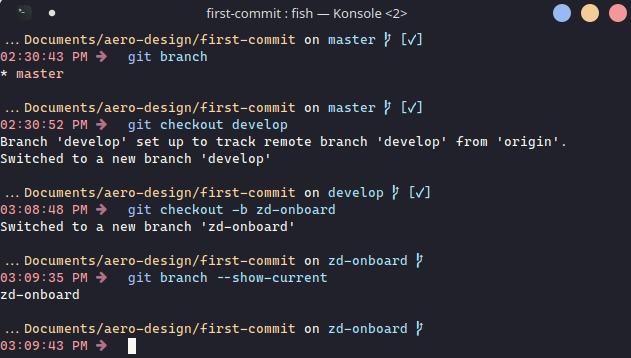 first-commit : fish — Konsole <2>
...Documents/aero-design/first-commit on master [✓]
02:30:43 PM → git branch
* master
...Documents/aero-design/first-commit on master [✓]
02:30:52 PM → git checkout develop
Branch 'develop' set up to track remote branch 'develop' from 'origin'.
Switched to a new branch 'develop'
...Documents/aero-design/first-commit on develop [✓]
03:08:48 PM → git checkout -b zd-onboard
Switched to a new branch 'zd-onboard'
...Documents/aero-design/first-commit on zd-onboard
03:09:35 PM → git branch --show-current
zd-onboard
...Documents/aero-design/first-commit on zd-onboard
03:09:43 PM →